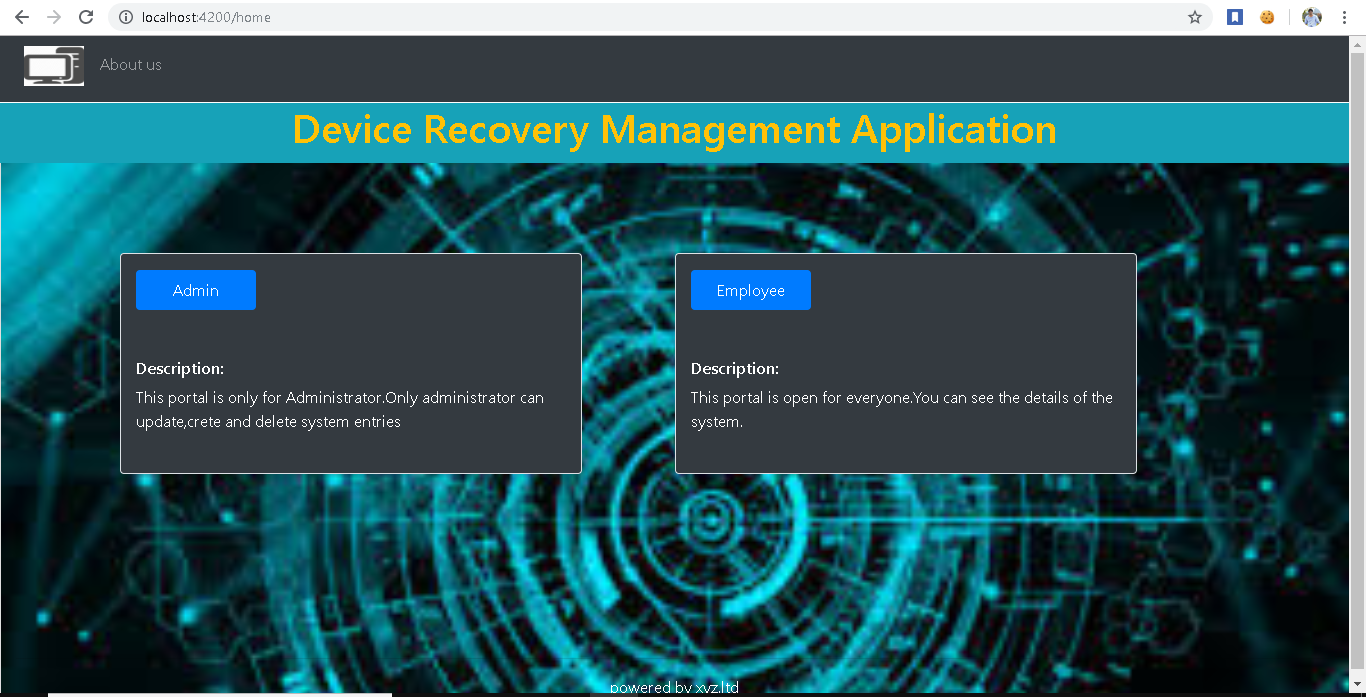 localhost:4200/home
About us
Device Recovery Management Application
Admin
Description:
This portal is only for Administrator.Only administrator can
update,crete and delete system entries
Employee
Description:
This portal is open for everyone.You can see the details of the
system.
powered by xyz.ltd